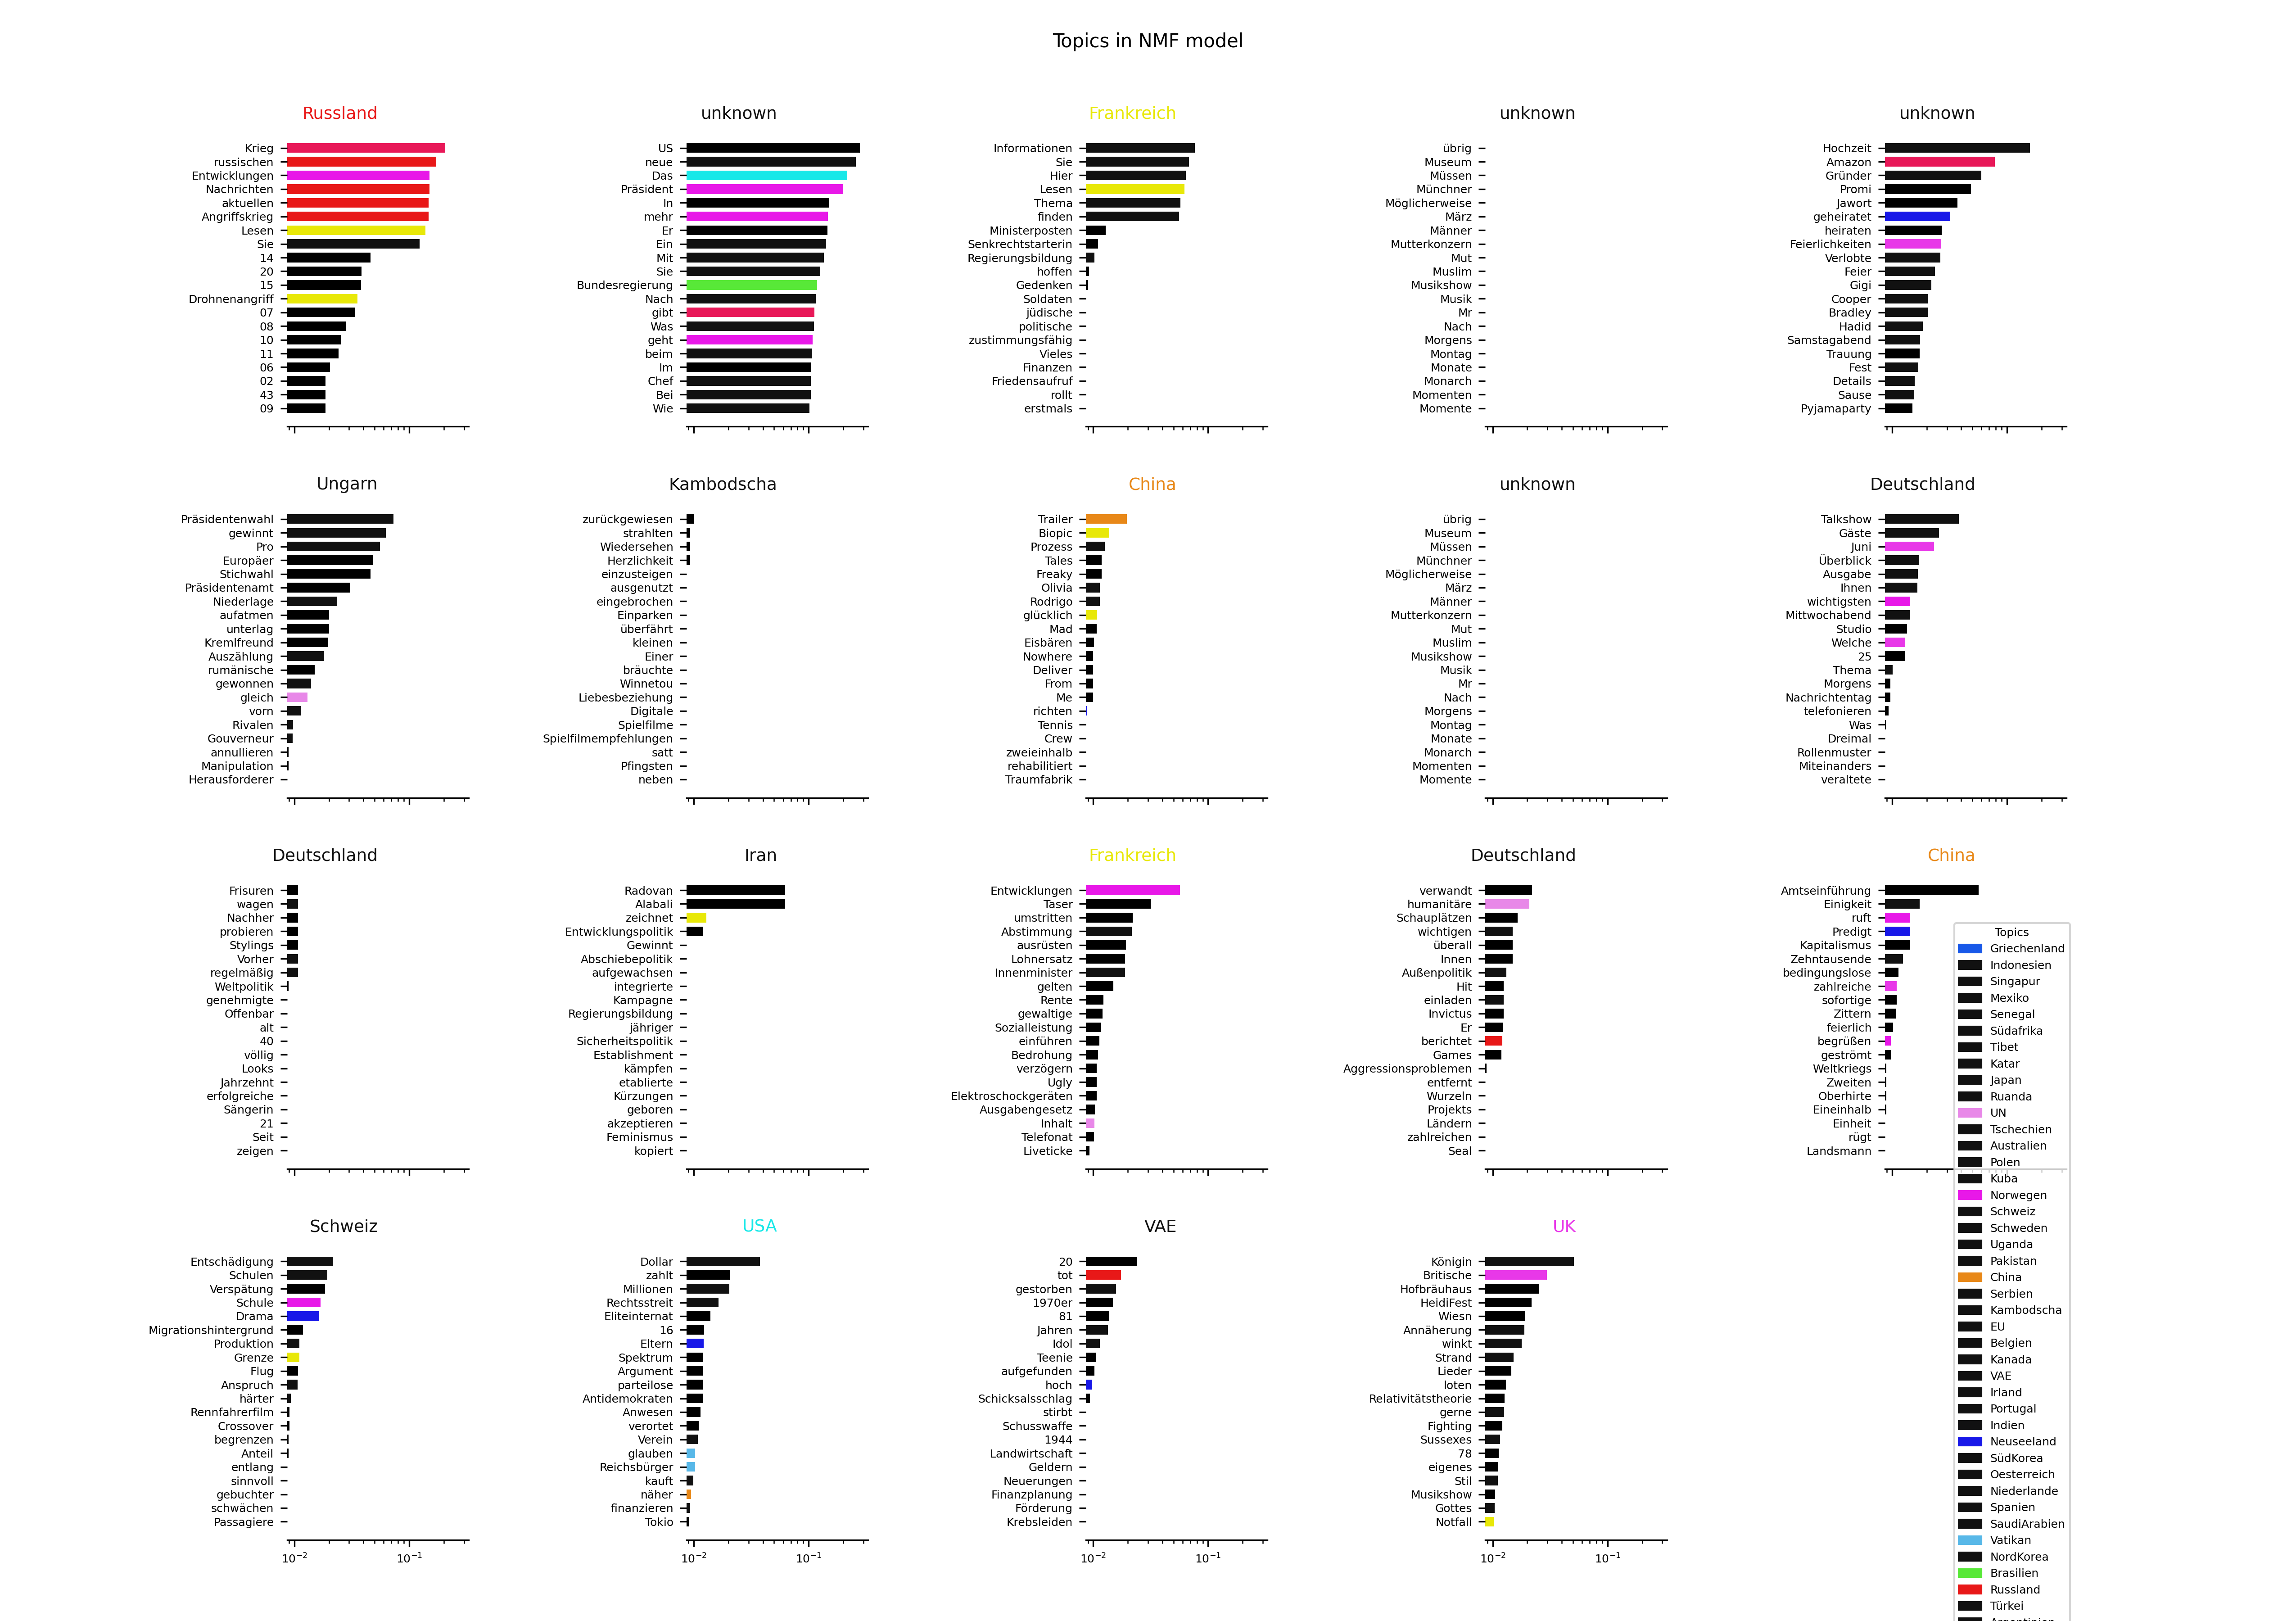 Topics in NMF model
Russland
Krieg
russischen
Entwicklungen
Nachrichten
aktuellen
Angriffskrieg
Lesen
Sie
14
20
15
Drohnenangriff
07
08
10
11
06
02
43
09
unknown
US
neue
Das
Präsident
In
mehr
Er
Ein
Mit
Sie
Bundesregierung
Nach
gibt
Was
geht
beim
Im
Chef
Bei
Wie
Frankreich
Informationen
Sie
Hier
Lesen
Thema
finden
Ministerposten
Senkrechtstarterin
Regierungsbildung
hoffen
Gedenken
Soldaten
jüdische
politische
zustimmungsfähig
Vieles
Finanzen
Friedensaufruf
rollt
erstmals
unknown
übrig
Museum
Müssen
Münchner
Möglicherweise
März
Männer
Mutterkonzern
Mut
Muslim
Musikshow
Musik
Mr
Nach
Morgens
Montag
Monate
Monarch
Momenten
Momente
unknown
Hochzeit
Amazon
Gründer
Promi
Jawort
geheiratet
heiraten
Feierlichkeiten
Verlobte
Feier
Gigi
Cooper
Bradley
Hadid
Samstagabend
Trauung
Fest
Details
Sause
Pyjamaparty
Ungarn
Präsidentenwahl
gewinnt
Pro
Europäer
Stichwahl
Präsidentenamt
Niederlage
aufatmen
unterlag
Kremlfreund
Auszählung
rumänische
gewonnen
gleich
vorn
Rivalen
Gouverneur
annullieren
Manipulation
Herausforderer
Kambodscha
zurückgewiesen
strahlten
Wiedersehen
Herzlichkeit
einzusteigen
ausgenutzt
eingebrochen
Einparken
überfährt
kleinen
Einer
bräuchte
Winnetou
Liebesbeziehung
Digitale
Spielfilme
Spielfilmempfehlungen
satt
Pfingsten
neben
China
Trailer
Biopic
Prozess
Tales
Freaky
Olivia
Rodrigo
glücklich
Mad
Eisbären
Nowhere
Deliver
From
Me
richten
Tennis
Crew
zweieinhalb
rehabilitiert
Traumfabrik
unknown
übrig
Museum
Müssen
Münchner
Möglicherweise
März
Männer
Mutterkonzern
Mut
Muslim
Musikshow
Musik
Mr
Nach
Morgens
Montag
Monate
Monarch
Momenten
Momente
Deutschland
Talkshow
Gäste
Juni
Überblick
Ausgabe
Ihnen
wichtigsten
Mittwochabend
Studio
Welche
25
Thema
Morgens
Nachrichtentag
telefonieren
Was
Dreimal
Rollenmuster
Miteinanders
veraltete
Deutschland
Frisuren
wagen
Nachher
probieren
Stylings
Vorher
regelmäßig
Weltpolitik
genehmigte
Offenbar
alt
40
völlig
Looks
Jahrzehnt
erfolgreiche
Sängerin
21
Seit
zeigen
Iran
Radovan
Alabali
zeichnet
Entwicklungspolitik
Gewinnt
Abschiebepolitik
aufgewachsen
integrierte
Kampagne
Regierungsbildung
jähriger
Sicherheitspolitik
Establishment
kämpfen
etablierte
Kürzungen
geboren
akzeptieren
Feminismus
kopiert
Frankreich
Entwicklungen
Taser
umstritten
Abstimmung
ausrüsten
Lohnersatz
Innenminister
gelten
Rente
gewaltige
Sozialleistung
einführen
Bedrohung
verzögern
Ugly
Elektroschockgeräten
Ausgabengesetz
Inhalt
Telefonat
Liveticke
Deutschland
verwandt
humanitäre
Schauplätzen
wichtigen
überall
Innen
Außenpolitik
Hit
einladen
Invictus
Er
berichtet
Games
Aggressionsproblemen
entfernt
Wurzeln
Projekts
Ländern
zahlreichen
Seal
China
Amtseinführung
Einigkeit
ruft
Predigt
Kapitalismus
Zehntausende
bedingungslose
zahlreiche
sofortige
Zittern
feierlich
begrüßen
geströmt
Weltkriegs
Zweiten
Oberhirte
Eineinhalb
Einheit
rügt
Landsmann
Schweiz
Entschädigung
Schulen
Verspätung
Schule
Drama
Migrationshintergrund
Produktion
Grenze
Flug
Anspruch
härter
Rennfahrerfilm
Crossover
begrenzen
Anteil
entlang
sinnvoll
gebuchter
schwächen
Passagiere
10⁻² 10⁻¹
USA
Dollar
zahlt
Millionen
Rechtsstreit
Eliteinternat
16
Eltern
Spektrum
Argument
parteilose
Antidemokraten
Anwesen
verortet
Verein
glauben
Reichsbürger
kauft
näher
finanzieren
Tokio
10⁻² 10⁻¹
VAE
20
tot
gestorben
1970er
81
Jahren
Idol
Teenie
aufgefunden
hoch
Schicksalsschlag
stirbt
Schusswaffe
1944
Landwirtschaft
Geldern
Neuerungen
Finanzplanung
Förderung
Krebsleiden
10⁻² 10⁻¹
UK
Königin
Britische
Hofbräuhaus
HeidiFest
Wiesn
Annäherung
winkt
Strand
Lieder
loten
Relativitätstheorie
gerne
Fighting
Sussexes
78
eigenes
Stil
Musikshow
Gottes
Notfall
10⁻² 10⁻¹
Topics
Griechenland
Indonesien
Singapur
Mexiko
Senegal
Südafrika
Tibet
Katar
Japan
Ruanda
UN
Tschechien
Australien
Polen
Kuba
Norwegen
Schweiz
Schweden
Uganda
Pakistan
China
Serbien
Kambodscha
EU
Belgien
Kanada
VAE
Irland
Portugal
Indien
Neuseeland
SüdKorea
Oesterreich
Niederlande
Spanien
SaudiArabien
Vatikan
NordKorea
Brasilien
Russland
Türkei